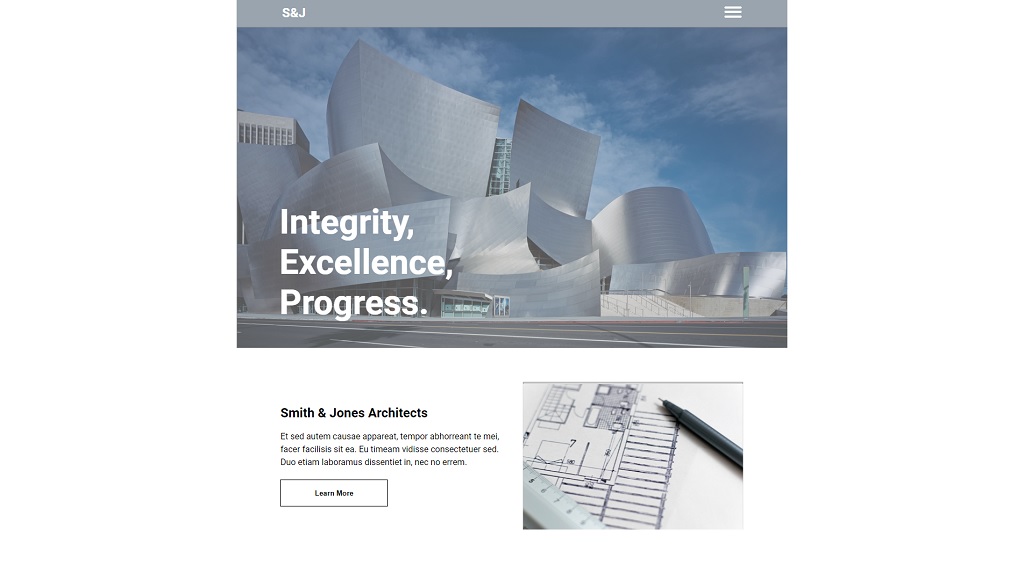 S&J
Integrity,
Excellence,
Progress.
Smith & Jones Architects
Et sed autem causae appareat, tempor abhorreant te mei,
facer facilisis sit ea. Eu timeam vidisse consectetuer sed.
Duo etiam laboramus dissentiet in, nec no errem.
Learn More